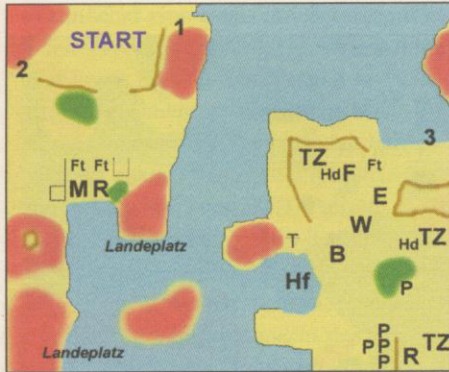 START
1
2
3
Ft Ft
M R
Landeplatz
Landeplatz
TZ
Hd F Ft
E
W
T
B
Hd TZ
Hf
P
P
P
P P
R
TZ